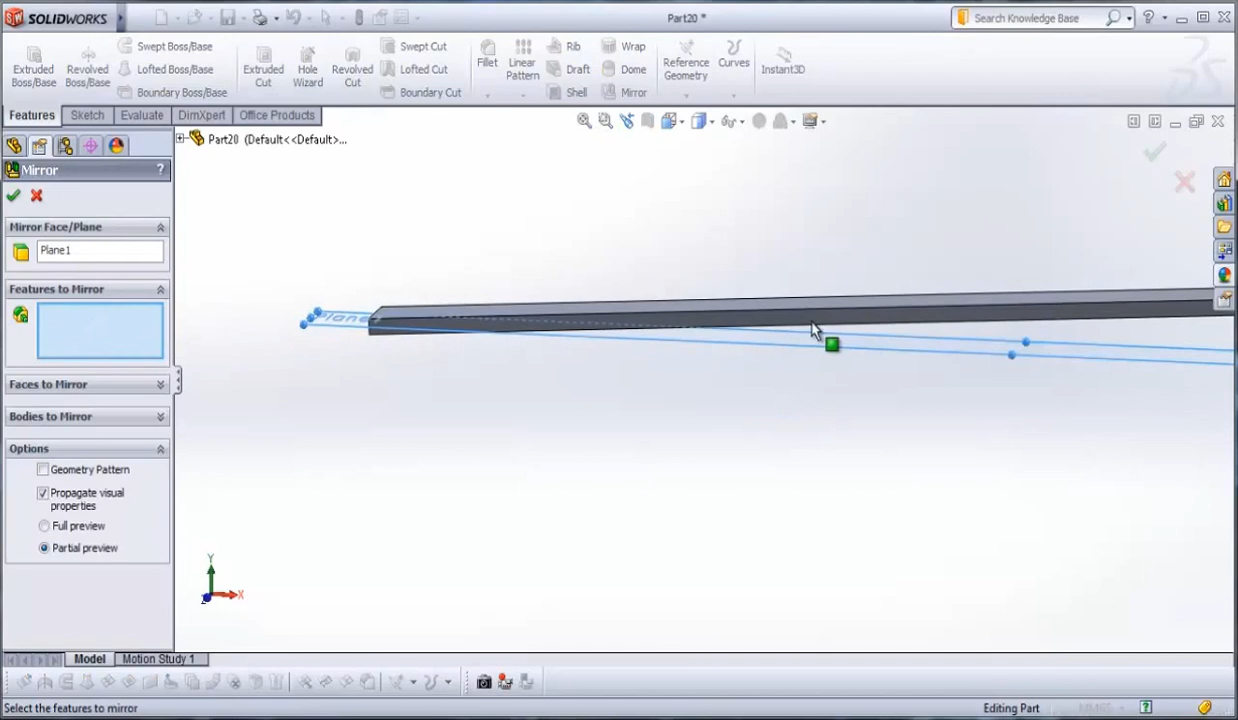 SOLIDWORKS
Part20 *
Search Knowledge Base
Extruded Boss/Base
Revolved Boss/Base
Swept Boss/Base
Lofted Boss/Base
Boundary Boss/Base
Extruded Cut
Hole Wizard
Revolved Cut
Swept Cut
Lofted Cut
Boundary Cut
Fillet
Linear Pattern
Rib
Draft
Shell
Wrap
Dome
Mirror
Reference Geometry
Curves
Instant3D
Features
Sketch
Evaluate
DimXpert
Office Products
Part20 (Default<<Default>...
Mirror
?
Mirror Face/Plane
Plane1
Features to Mirror
Faces to Mirror
Bodies to Mirror
Options
Geometry Pattern
Propagate visual
properties
Full preview
Partial preview
Y
X
Z
Model
Motion Study 1
Select the features to mirror
Editing Part
MMGS